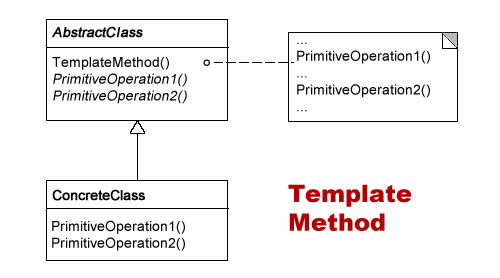 AbstractClass
TemplateMethod()
PrimitiveOperation1()
PrimitiveOperation2()
...
PrimitiveOperation1()
...
PrimitiveOperation2()
...
ConcreteClass
PrimitiveOperation1()
PrimitiveOperation2()
Template
Method